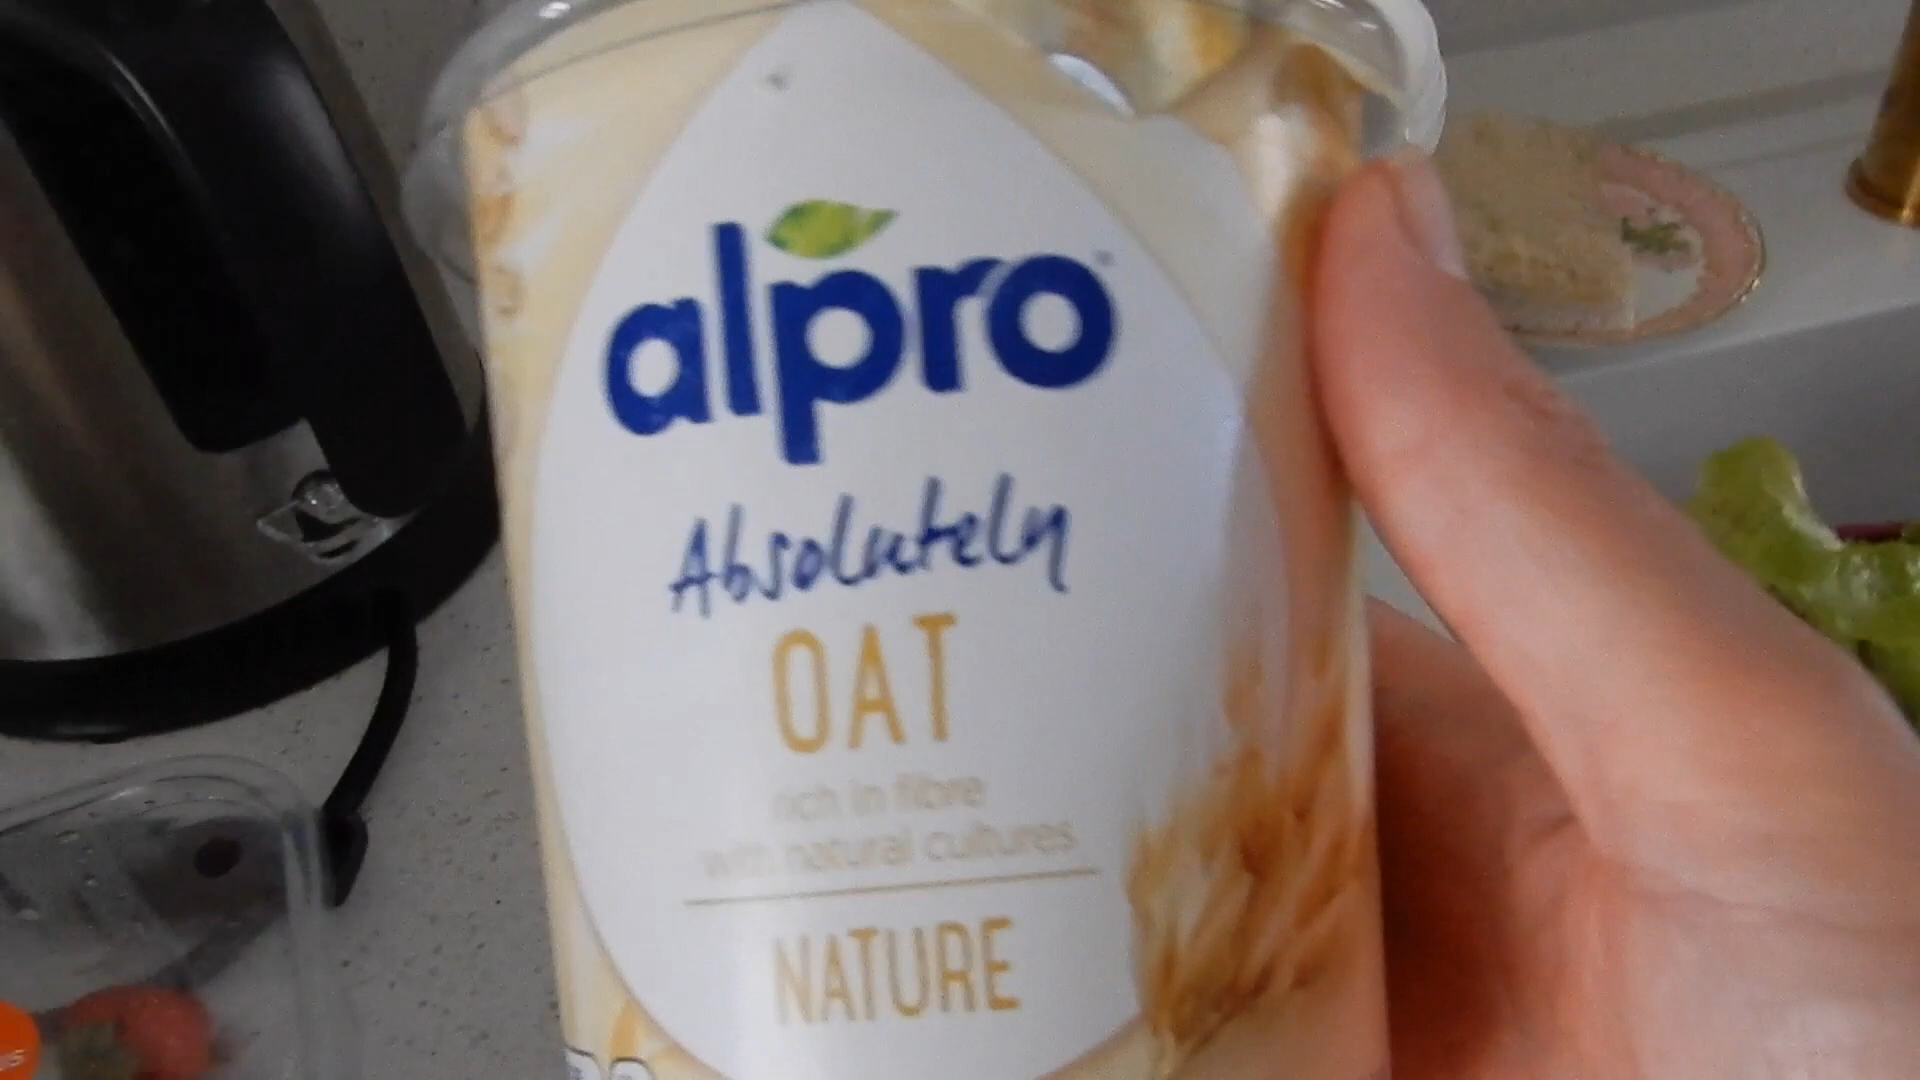 alpro
Absolutely
OAT
rich in fibre
with natural cultures
NATURE